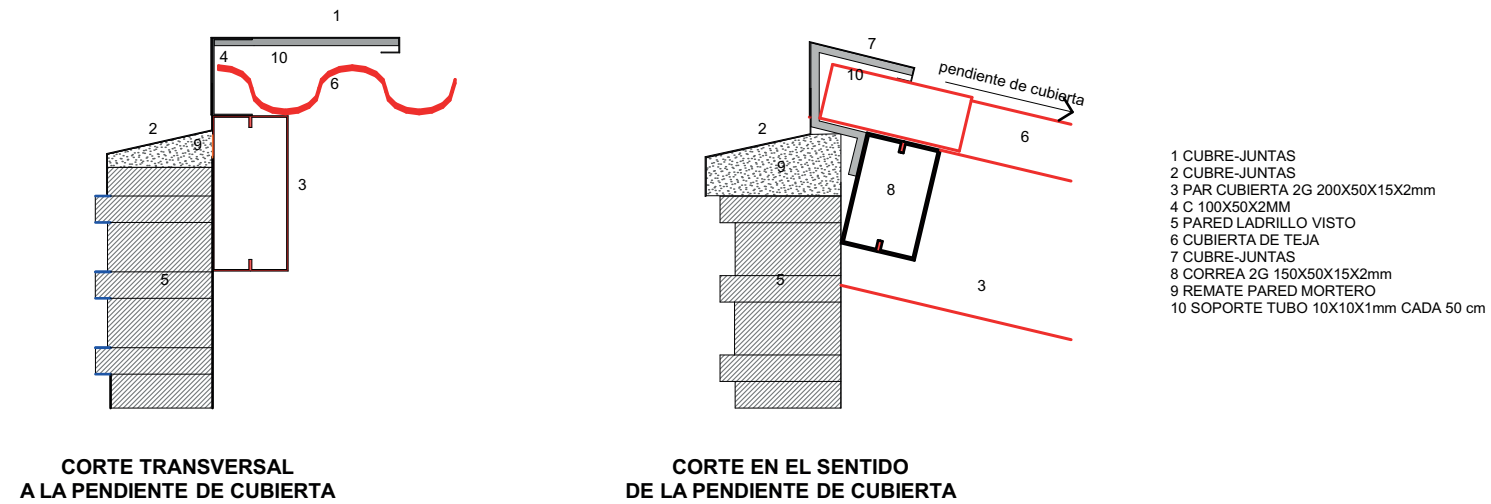 1
4
10
6
2
9
3
5
CORTE TRANSVERSAL
A LA PENDIENTE DE CUBIERTA
7
10
pendiente de cubierta
2
6
9
8
5
3
CORTE EN EL SENTIDO
DE LA PENDIENTE DE CUBIERTA
1 CUBRE-JUNTAS
2 CUBRE-JUNTAS
3 PAR CUBIERTA 2G 200X50X15X2mm
4 C 100X50X2MM
5 PARED LADRILLO VISTO
6 CUBIERTA DE TEJA
7 CUBRE-JUNTAS
8 CORREA 2G 150X50X15X2mm
9 REMATE PARED MORTERO
10 SOPORTE TUBO 10X10X1mm CADA 50 cm